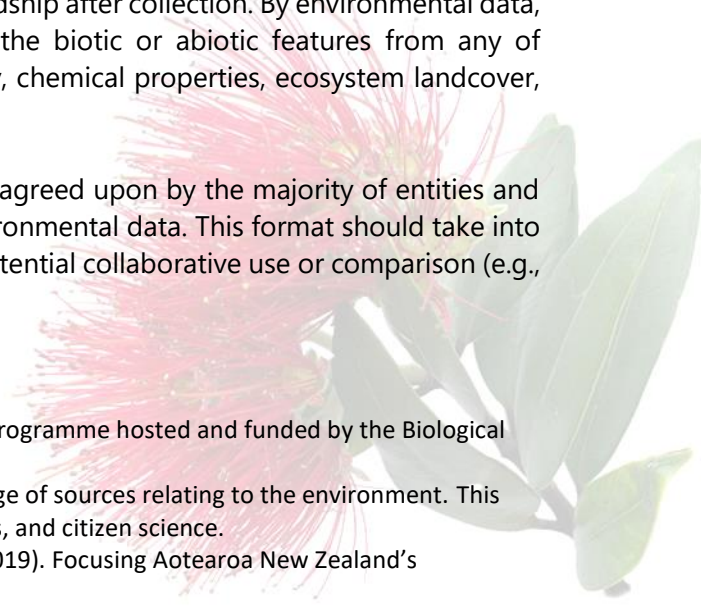 dship after collection. By environmental data,
the biotic or abiotic features from any of
, chemical properties, ecosystem landcover,
agreed upon by the majority of entities and
ronmental data. This format should take into
tential collaborative use or comparison (e.g.,
rogramme hosted and funded by the Biological
ge of sources relating to the environment. This
s, and citizen science.
019). Focusing Aotearoa New Zealand's